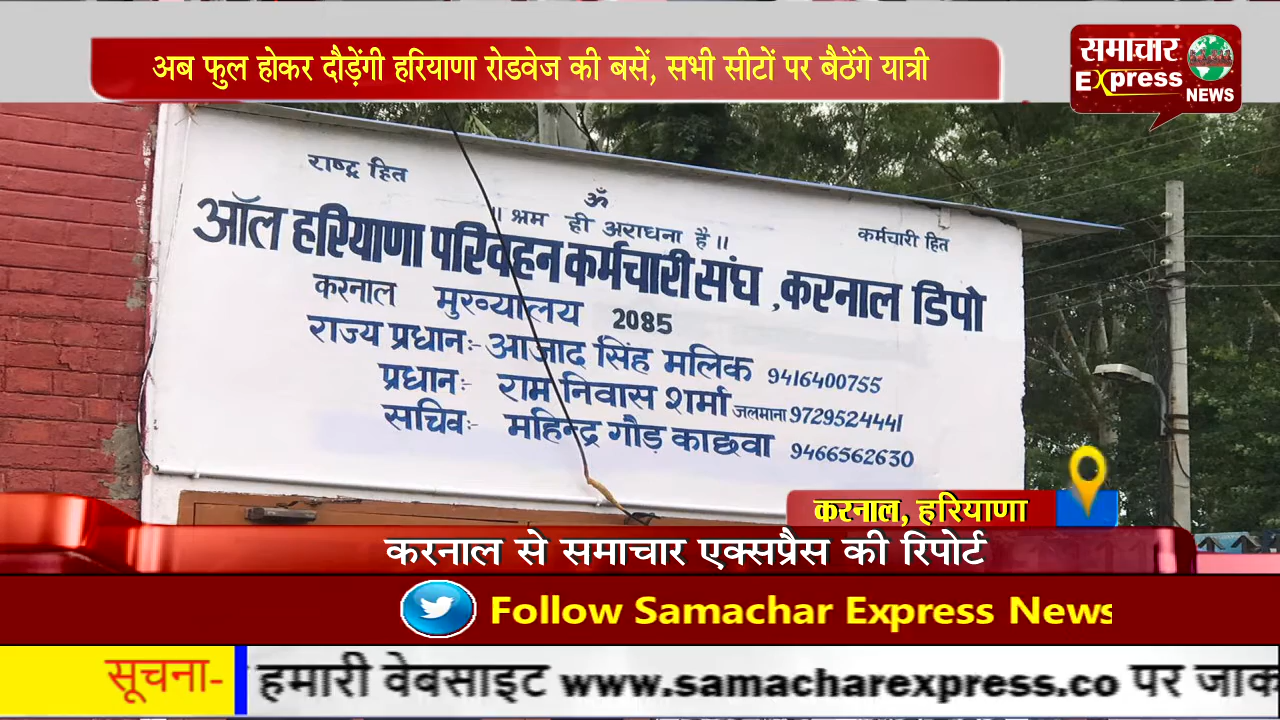 अब फुल होकर दौड़ेंगी हरियाणा रोडवेज की बसें, सभी सीटों पर बैठेंगे यात्री
समाचार
Express
NEWS
राष्ट्र हित
ॐ
॥ श्रम ही अराधना है ॥
कर्मचारी हित
ऑल हरियाणा परिवहन कर्मचारी संघ, करनाल डिपो
करनाल मुख्यालय 2085
राज्य प्रधान:- आजाद सिंह मलिक 9416400755
प्रधान:- राम निवास शर्मा जलमाना 9729524441
सचिव:- महिन्द्र गौड़ काछवा 9466562630
करनाल, हरियाणा
करनाल से समाचार एक्सप्रैस की रिपोर्ट
Follow Samachar Express News
सूचना- हमारी वेबसाइट www.samacharexpress.co पर जाक